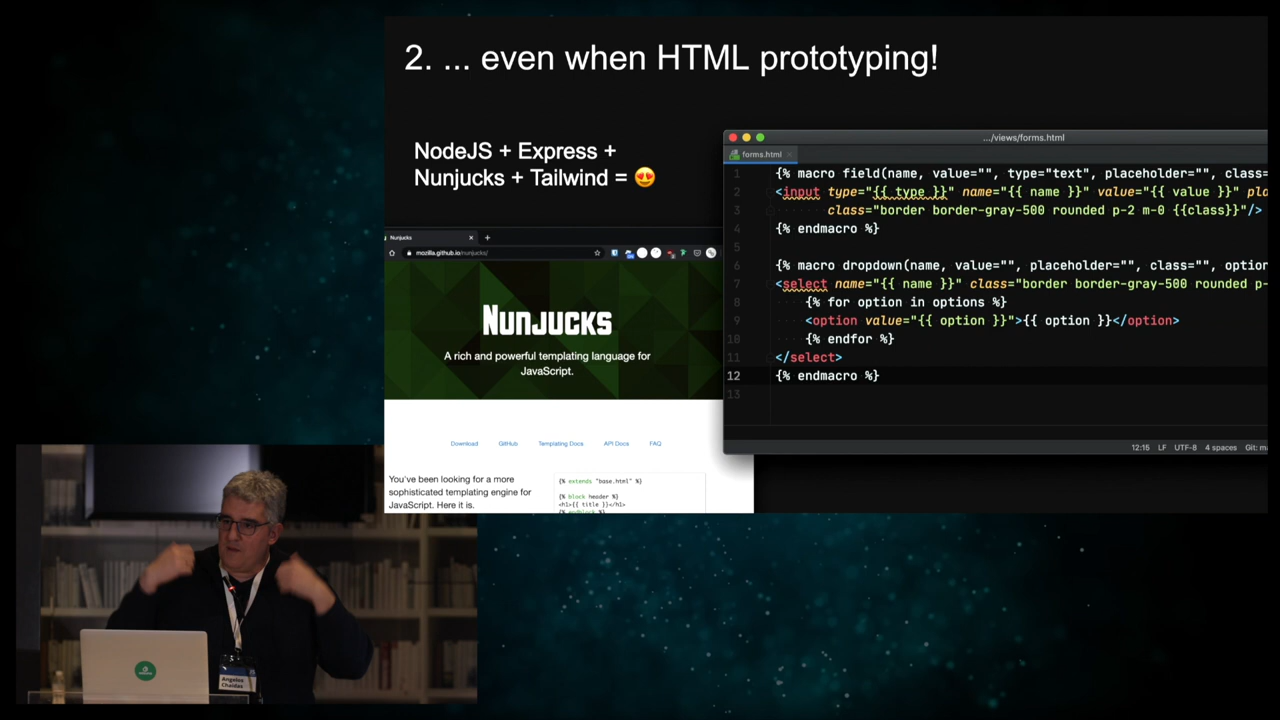 2. ... even when HTML prototyping!
NodeJS + Express +
Nunjucks + Tailwind = 😍
Nunjucks
mozilla.github.io/nunjucks/
NUNJUCKS
A rich and powerful templating language for
JavaScript.
Download GitHub Templating Docs API Docs FAQ
You've been looking for a more
sophisticated templating engine for
JavaScript. Here it is.
{% extends "base.html" %}
{% block header %}
<h1>{{ title }}</h1>
{% endblock %}
.../views/forms.html
forms.html
1 {% macro field(name, value="", type="text", placeholder="", class=
2 <input type="{{ type }}" name="{{ name }}" value="{{ value }}" pla
3 class="border border-gray-500 rounded p-2 m-0 {{class}}"/>
4 {% endmacro %}
5
6 {% macro dropdown(name, value="", placeholder="", class="", option
7 <select name="{{ name }}" class="border border-gray-500 rounded p-
8 {% for option in options %}
9 <option value="{{ option }}">{{ option }}</option>
10 {% endfor %}
11 </select>
12 {% endmacro %}
13
12:15 LF UTF-8 4 spaces Git: ma
Angelos
Chaidas